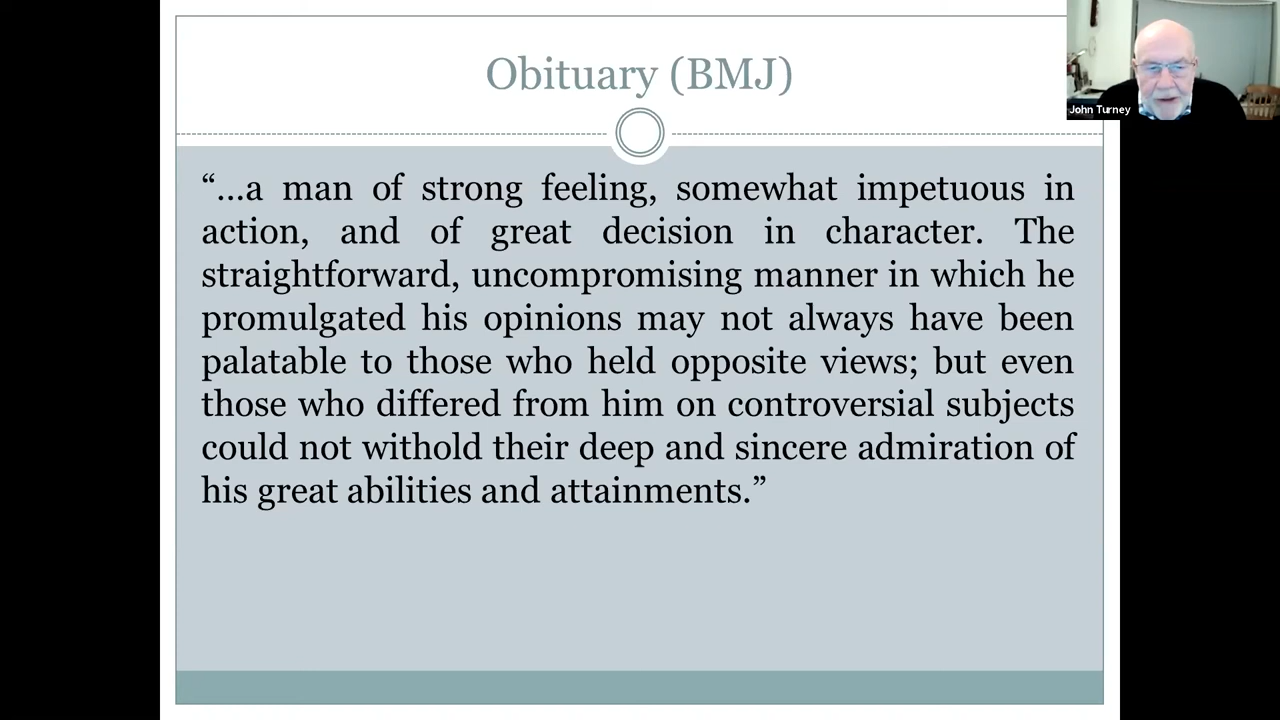 Obituary (BMJ)
John Turney
“…a man of strong feeling, somewhat impetuous in
action, and of great decision in character. The
straightforward, uncompromising manner in which he
promulgated his opinions may not always have been
palatable to those who held opposite views; but even
those who differed from him on controversial subjects
could not withold their deep and sincere admiration of
his great abilities and attainments.”